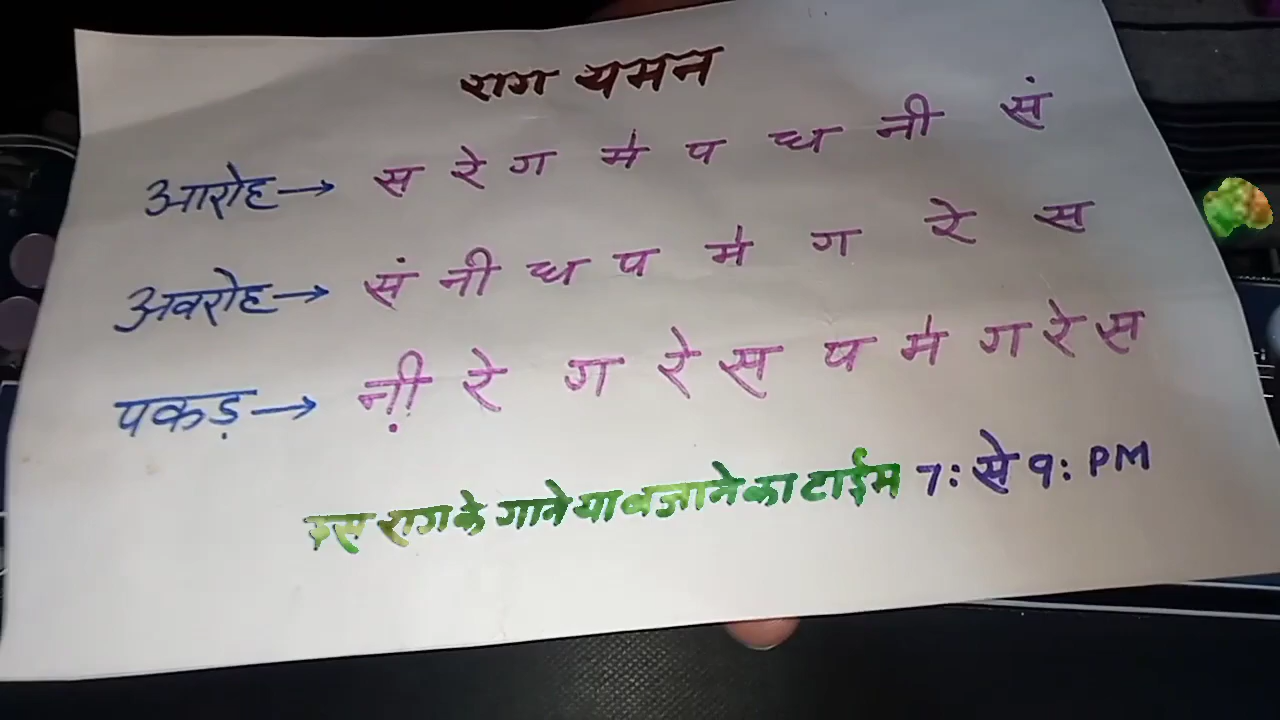 राग यमन
आरोह→ स रे ग मे प ध नी सं
अवरोह→ सं नी ध प मे ग रे स
पकड़→ नी़ रे ग रे स प मे ग रे स
इस राग के गाने या बजाने का टाईम 7: से 9: PM